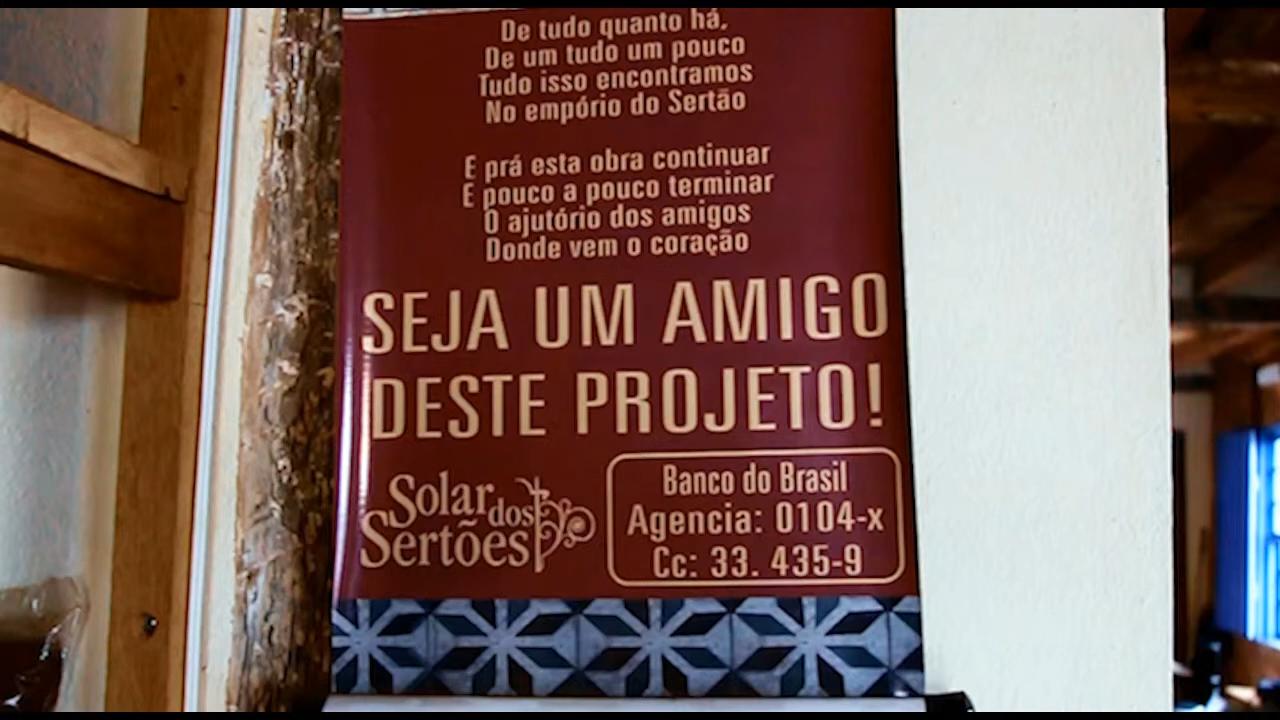 De tudo quanto há,
De um tudo um pouco
Tudo isso encontramos
No empório do Sertão
E prá esta obra continuar
E pouco a pouco terminar
O ajutório dos amigos
Donde vem o coração
SEJA UM AMIGO
DESTE PROJETO!
Solar dos
Sertões
Banco do Brasil
Agencia: 0104-x
Cc: 33. 435-9